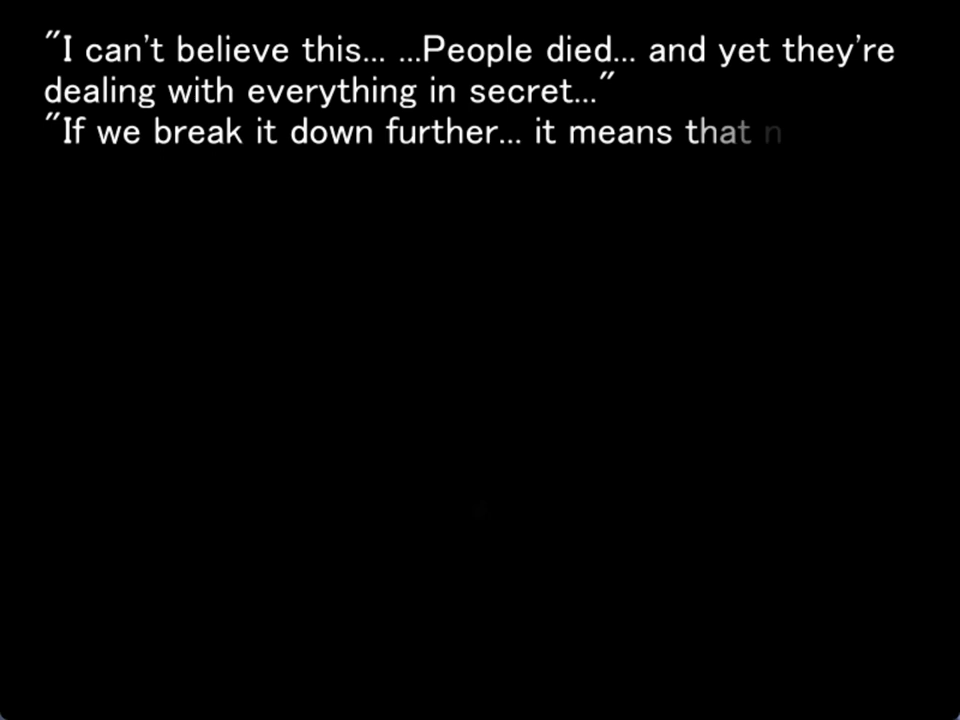 "I can't believe this... ...People died... and yet they're
dealing with everything in secret..."
"If we break it down further... it means that n